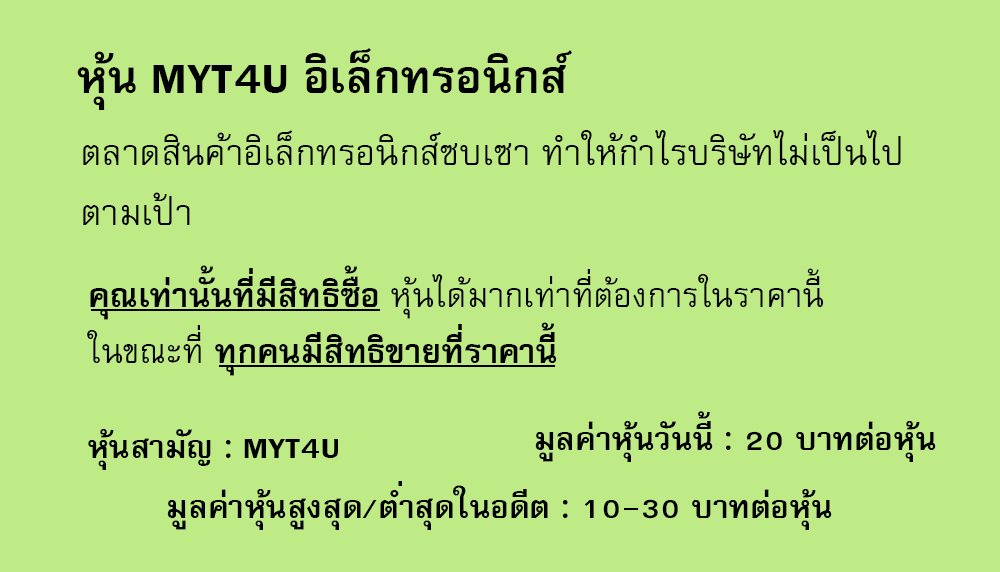 หุ้น MYT4U อิเล็กทรอนิกส์
ตลาดสินค้าอิเล็กทรอนิกส์ซบเซา ทำให้กำไรบริษัทไม่เป็นไป
ตามเป้า
คุณเท่านั้นที่มีสิทธิซื้อ หุ้นได้มากเท่าที่ต้องการในราคานี้
ในขณะที่ ทุกคนมีสิทธิขายที่ราคานี้
หุ้นสามัญ : MYT4U
มูลค่าหุ้นวันนี้ : 20 บาทต่อหุ้น
มูลค่าหุ้นสูงสุด/ต่ำสุดในอดีต : 10-30 บาทต่อหุ้น